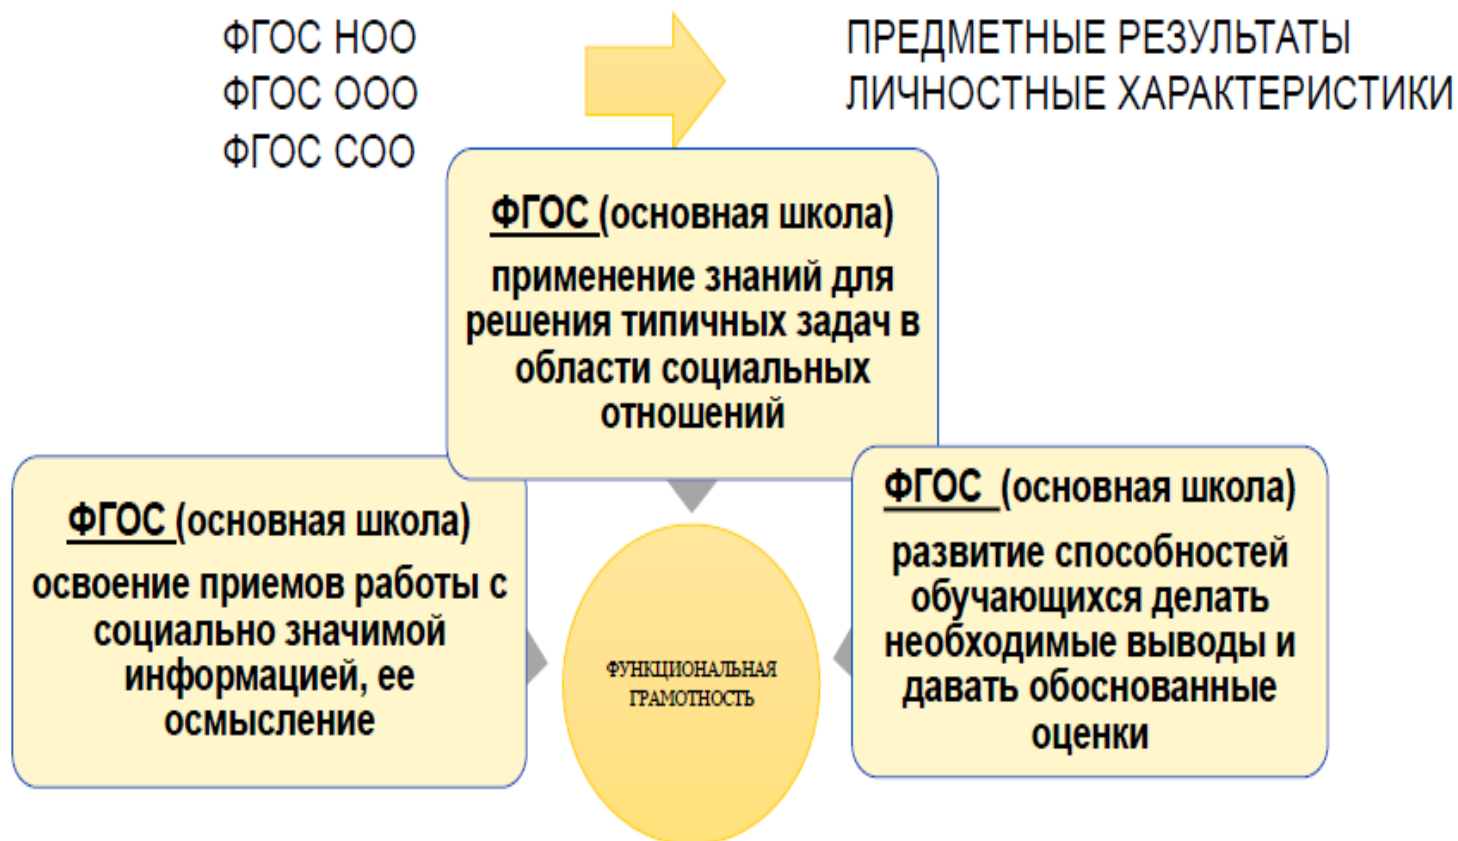 ФГОС НОО
ФГОС ООО
ФГОС СОО
ПРЕДМЕТНЫЕ РЕЗУЛЬТАТЫ
ЛИЧНОСТНЫЕ ХАРАКТЕРИСТИКИ
ФГОС (основная школа)
применение знаний для
решения типичных задач в
области социальных
отношений
ФГОС (основная школа)
освоение приемов работы с
социально значимой
информацией, ее
осмысление
ФУНКЦИОНАЛЬНАЯ
ГРАМОТНОСТЬ
ФГОС (основная школа)
развитие способностей
обучающихся делать
необходимые выводы и
давать обоснованные
оценки